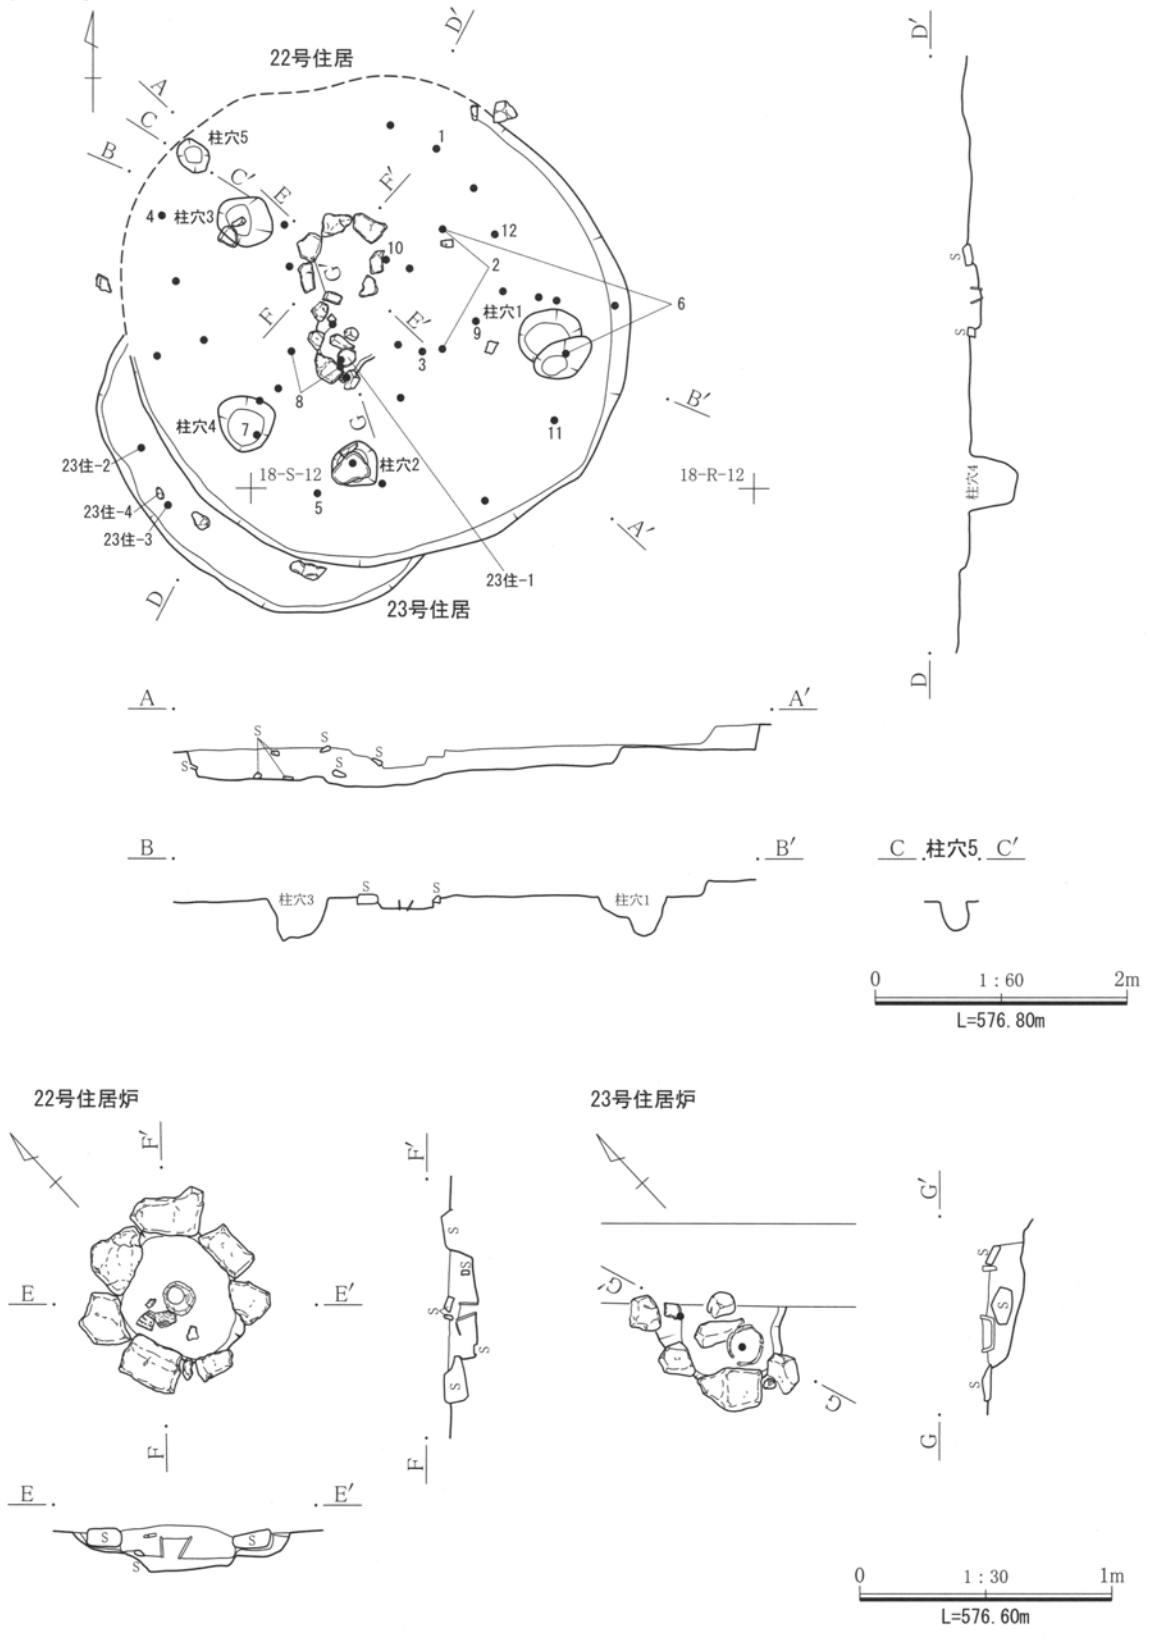 D′
D′
22号住居
A
C
B
柱穴5
C′
E
F′
1
4
柱穴3
12
10
G′
2
柱穴1
6
F
E′
9
3
8
B′
柱穴4
7
11
G
18-S-12
柱穴2
18-R-12
柱穴4
23住-2
5
23住-4
23住-3
A′
23住-1
D
23号住居
D
S
S
A
A′
S
S
S
S
S
B
B′
C
柱穴5
C′
S
S
柱穴3
柱穴1
0
1:60
2m
L=576.80m
22号住居炉
23号住居炉
F′
F′
G′
S
S
E
E′
S
S
S
G′
S
S
S
G
S
F
F
G
E
E′
S
S
S
0
1:30
1m
L=576.60m